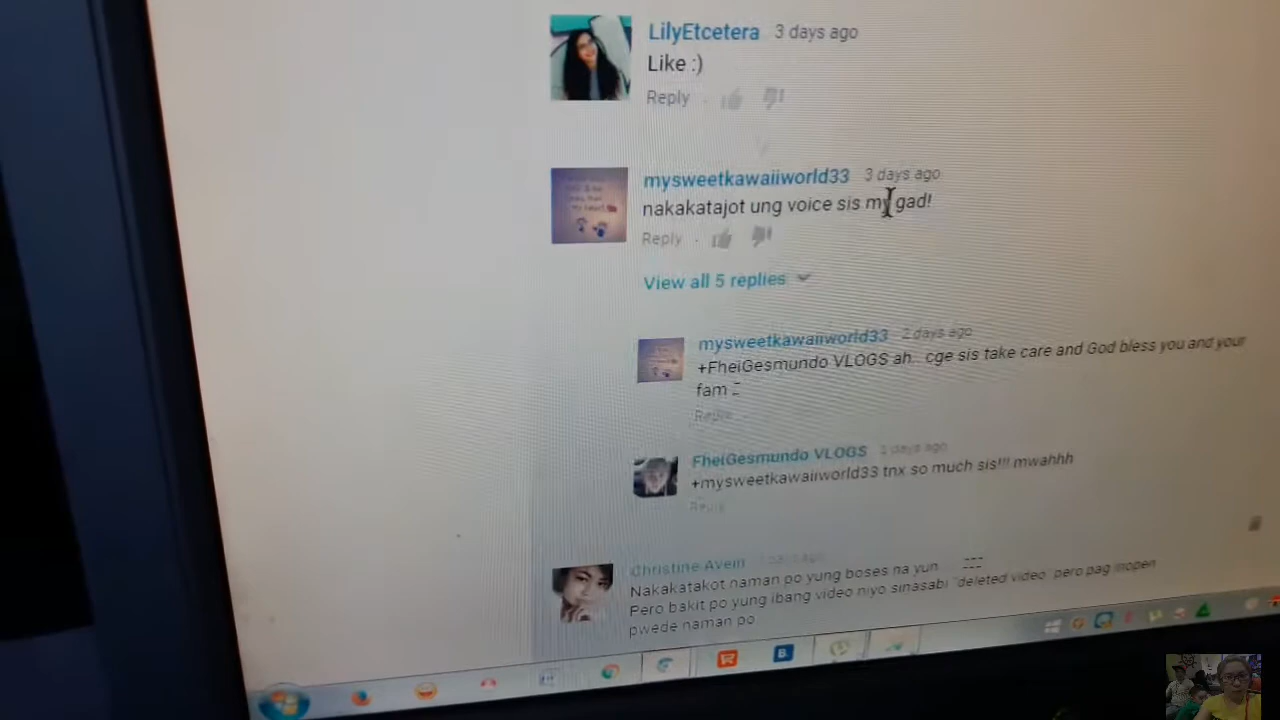 LilyEtcetera 3 days ago
Like :)
Reply
mysweetkawaiiworld33 3 days ago
nakakatajot ung voice sis my gad!
Reply
View all 5 replies
mysweetkawaiiworld33 2 days ago
+FheiGesmundo VLOGS ah.. cge sis take care and God bless you and your
fam
Reply
FheiGesmundo VLOGS days ago
+mysweetkawaiiworld33 tnx so much sis!!! mwahhh
Reply
Christine Avein days ago
Nakakatakot naman po yung boses na yun
Pero bakit po yung ibang video niyo sinasabi "deleted video" pero pag inopen
pwede naman po
B.